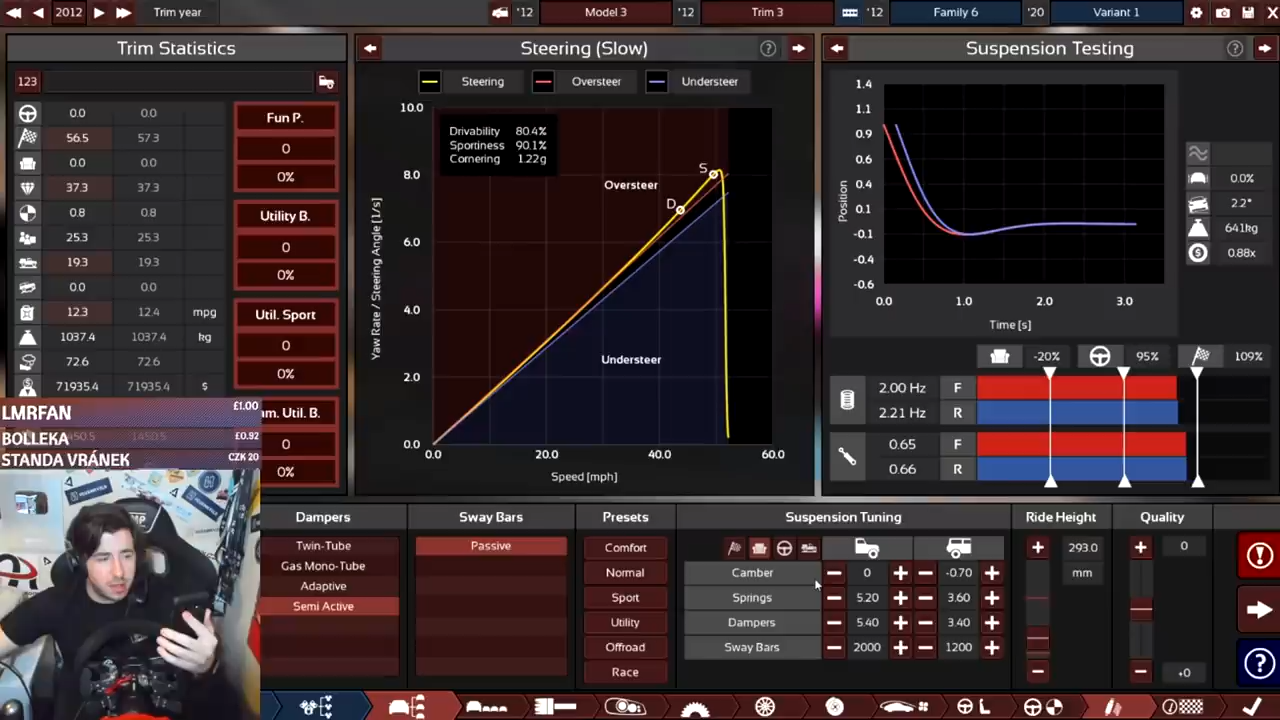 2012 Trim year '12 Model 3 '12 Trim 3 '12 Family 6 '20 Variant 1
Trim Statistics
123
0.0 0.0
56.5 57.3
0.0 0.0
37.3 37.3
0.8 0.8
25.3 25.3
19.3 19.3
0.0 0.0
12.3 12.4 mpg
1037.4 1037.4 kg
72.6 72.6
71935.4 71935.4 $
1450.5 1450.5
Fun P.
0
0%
Utility B.
0
0%
Util. Sport
0
0%
am. Util. B.
0
0%
LMRFAN £1.00
BOLLEKA £0.92
STANDA VRÁNEK CZK 20
Steering (Slow) ?
Steering Oversteer Understeer
Drivability 80.4%
Sportiness 90.1%
Cornering 1.22g
Oversteer
Understeer
S
D
Yaw Rate / Steering Angle [1/s]
10.0
8.0
6.0
4.0
2.0
0.0
0.0 20.0 40.0 60.0
Speed [mph]
Suspension Testing ?
Position
1.4
1.1
0.9
0.6
0.4
0.1
-0.1
-0.4
-0.6
0.0 1.0 2.0 3.0
Time [s]
0.0%
2.2°
641kg
0.88x
-20% 95% 109%
2.00 Hz F
2.21 Hz R
0.65 F
0.66 R
Dampers
Twin-Tube
Gas Mono-Tube
Adaptive
Semi Active
Sway Bars
Passive
Presets
Comfort
Normal
Sport
Utility
Offroad
Race
Suspension Tuning
Camber 0 -0.70
Springs 5.20 3.60
Dampers 5.40 3.40
Sway Bars 2000 1200
Ride Height
293.0
mm
Quality
0
+0